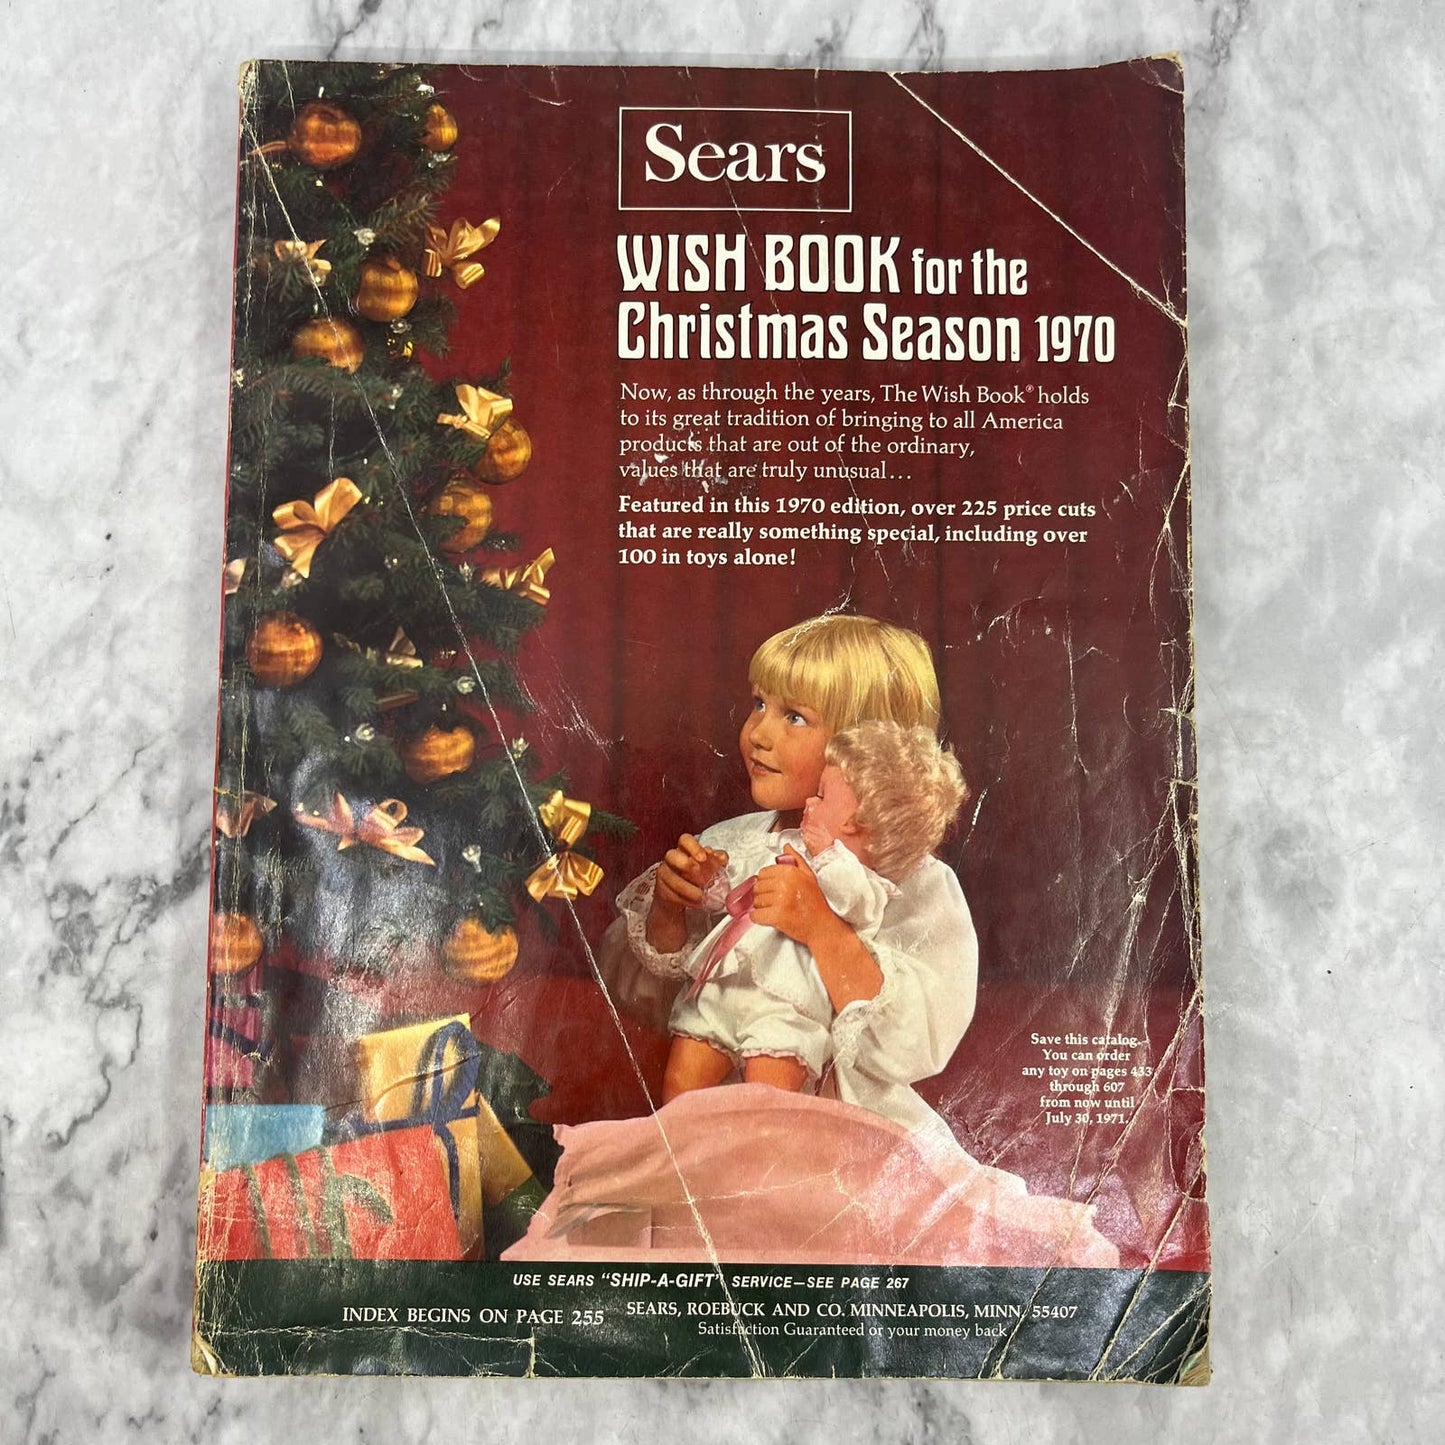 Sears
WISH BOOK for the
Christmas Season 1970
Now, as through the years, The Wish Book® holds
to its great tradition of bringing to all America
products that are out of the ordinary,
values that are truly unusual...
Featured in this 1970 edition, over 225 price cuts
that are really something special, including over
100 in toys alone!
Save this catalog.
You can order
any toy on pages 433
through 607
from now until
July 30, 1971.
USE SEARS "SHIP-A-GIFT" SERVICE—SEE PAGE 267
INDEX BEGINS ON PAGE 255 SEARS, ROEBUCK AND CO. MINNEAPOLIS, MINN. 55407
Satisfaction Guaranteed or your money back